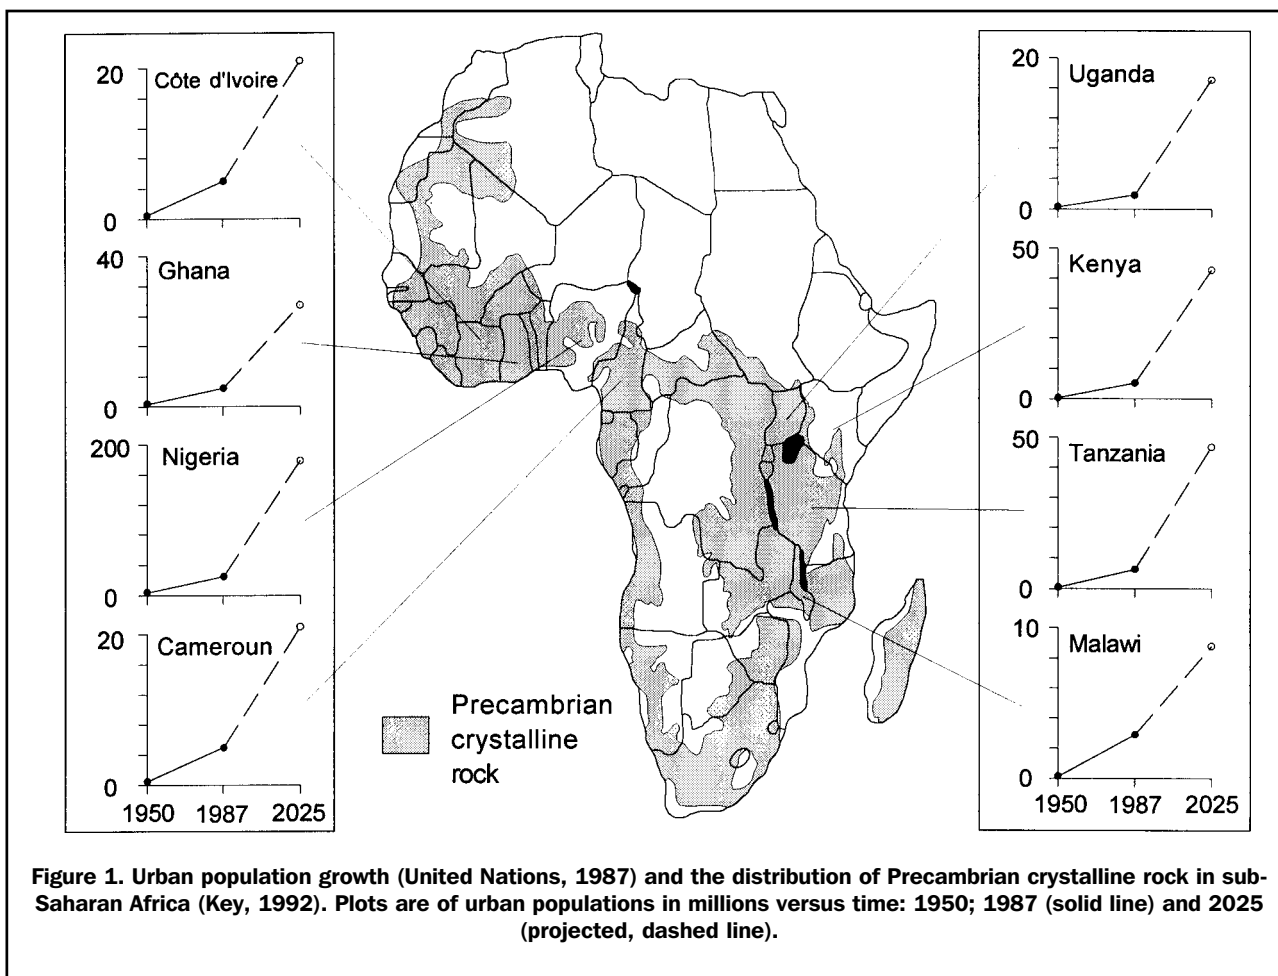 20
Côte d'Ivoire
0
40
Ghana
0
200
Nigeria
0
20
Cameroun
0
1950 1987 2025
Precambrian
crystalline
rock
20
Uganda
0
50
Kenya
0
50
Tanzania
0
10
Malawi
0
1950 1987 2025
Figure 1. Urban population growth (United Nations, 1987) and the distribution of Precambrian crystalline rock in sub-
Saharan Africa (Key, 1992). Plots are of urban populations in millions versus time: 1950; 1987 (solid line) and 2025
(projected, dashed line).